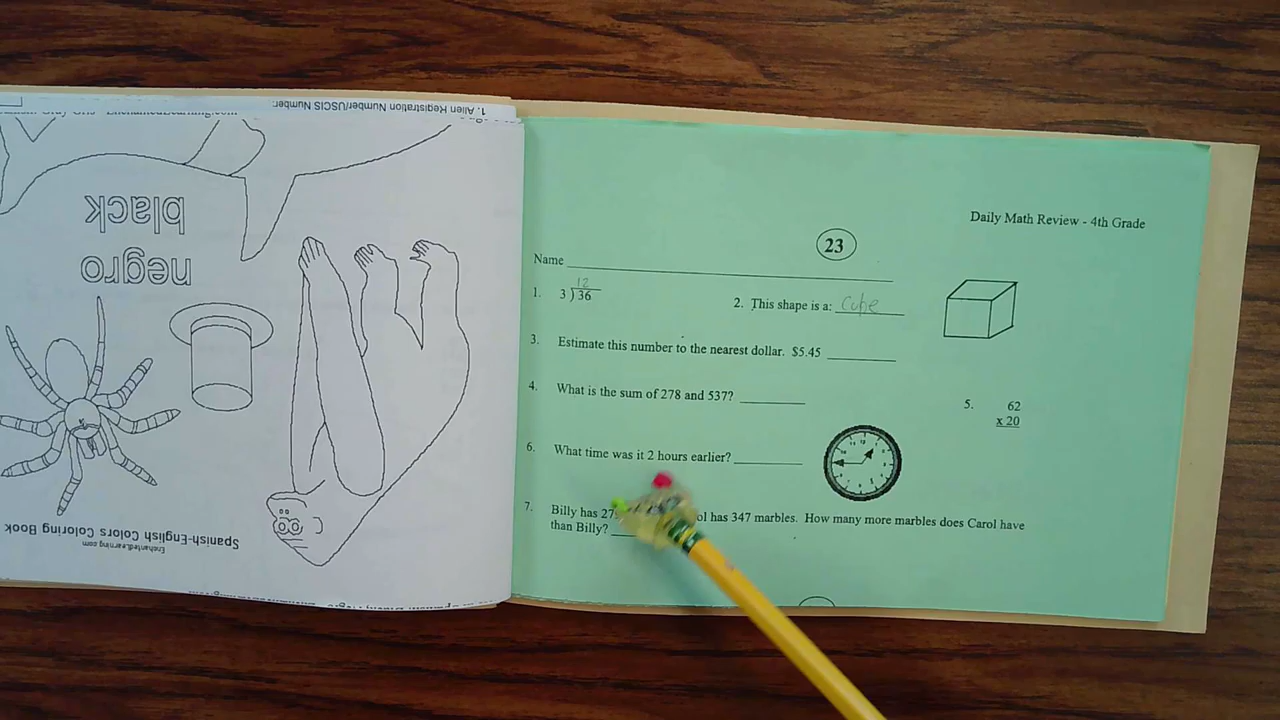 1. Alien Registration Number/USCIS Number:
black
negro
Spanish-English Colors Coloring Book
EnchantedLearning.com
Daily Math Review - 4th Grade
23
Name
1. 3 ) 36
12
2. This shape is a: Cube
3. Estimate this number to the nearest dollar. $5.45
4. What is the sum of 278 and 537?
5. 62
x 20
6. What time was it 2 hours earlier?
7. Billy has 27 has 347 marbles. How many more marbles does Carol have
than Billy?